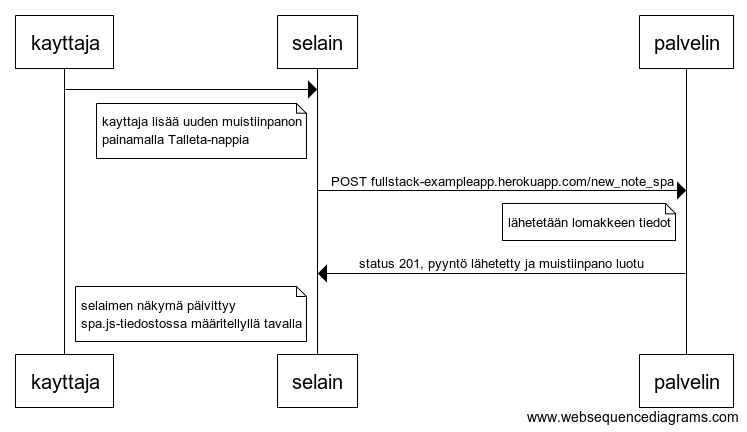 kayttaja
selain
palvelin
kayttaja lisää uuden muistiinpanon
painamalla Talleta-nappia
POST fullstack-exampleapp.herokuapp.com/new_note_spa
lähetetään lomakkeen tiedot
status 201, pyyntö lähetetty ja muistiinpano luotu
selaimen näkymä päivittyy
spa.js-tiedostossa määritellyllä tavalla
kayttaja
selain
palvelin
www.websequencediagrams.com